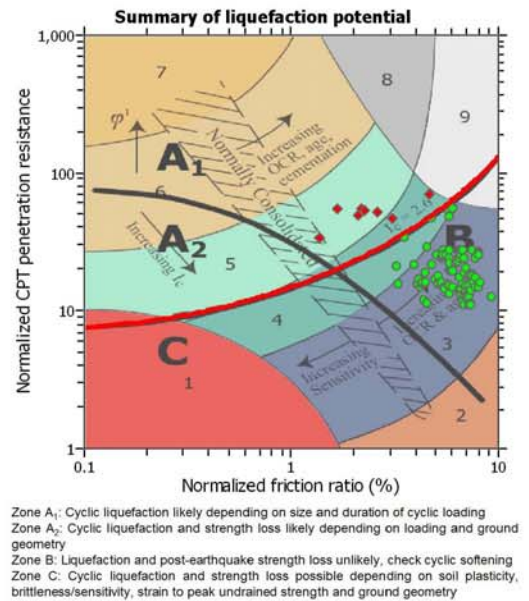 Summary of liquefaction potential
Normalized CPT penetration resistance
1,000
100
10
1
7
8
9
φ'
A1
Normally Consolidated
Increasing
OCR, age,
cementation
6
A2
Increasing Ic
5
Ic = 2.6
B
4
C
1
Increasing
Sensitivity
Increasing
OCR & age
3
2
0.1
1
10
Normalized friction ratio (%)
Zone A1: Cyclic liquefaction likely depending on size and duration of cyclic loading
Zone A2: Cyclic liquefaction and strength loss likely depending on loading and ground
geometry
Zone B: Liquefaction and post-earthquake strength loss unlikely, check cyclic softening
Zone C: Cyclic liquefaction and strength loss possible depending on soil plasticity,
brittleness/sensitivity, strain to peak undrained strength and ground geometry